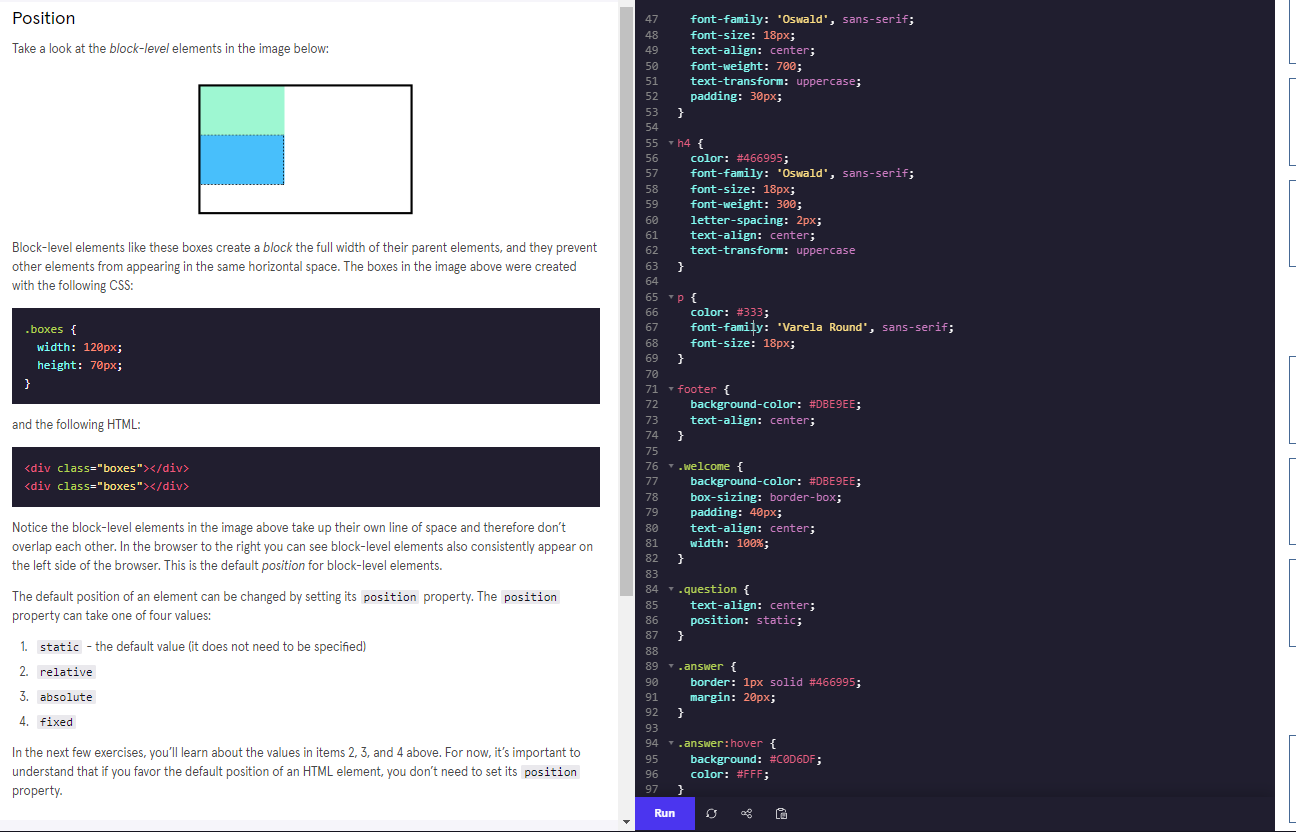 Position
Take a look at the block-level elements in the image below:
Block-level elements like these boxes create a block the full width of their parent elements, and they prevent
other elements from appearing in the same horizontal space. The boxes in the image above were created
with the following CSS:
.boxes {
width: 120px;
height: 70px;
}
and the following HTML:
<div class="boxes"></div>
<div class="boxes"></div>
Notice the block-level elements in the image above take up their own line of space and therefore don't
overlap each other. In the browser to the right you can see block-level elements also consistently appear on
the left side of the browser. This is the default position for block-level elements.
The default position of an element can be changed by setting its position property. The position
property can take one of four values:
1. static - the default value (it does not need to be specified)
2. relative
3. absolute
4. fixed
In the next few exercises, you'll learn about the values in items 2, 3, and 4 above. For now, it's important to
understand that if you favor the default position of an HTML element, you don't need to set its position
property.
47 font-family: 'Oswald', sans-serif;
48 font-size: 18px;
49 text-align: center;
50 font-weight: 700;
51 text-transform: uppercase;
52 padding: 30px;
53 }
54
55 h4 {
56 color: #466995;
57 font-family: 'Oswald', sans-serif;
58 font-size: 18px;
59 font-weight: 300;
60 letter-spacing: 2px;
61 text-align: center;
62 text-transform: uppercase
63 }
64
65 p {
66 color: #333;
67 font-family: 'Varela Round', sans-serif;
68 font-size: 18px;
69 }
70
71 footer {
72 background-color: #DBE9EE;
73 text-align: center;
74 }
75
76 .welcome {
77 background-color: #DBE9EE;
78 box-sizing: border-box;
79 padding: 40px;
80 text-align: center;
81 width: 100%;
82 }
83
84 .question {
85 text-align: center;
86 position: static;
87 }
88
89 .answer {
90 border: 1px solid #466995;
91 margin: 20px;
92 }
93
94 .answer:hover {
95 background: #C0D6DF;
96 color: #FFF;
97 }
Run